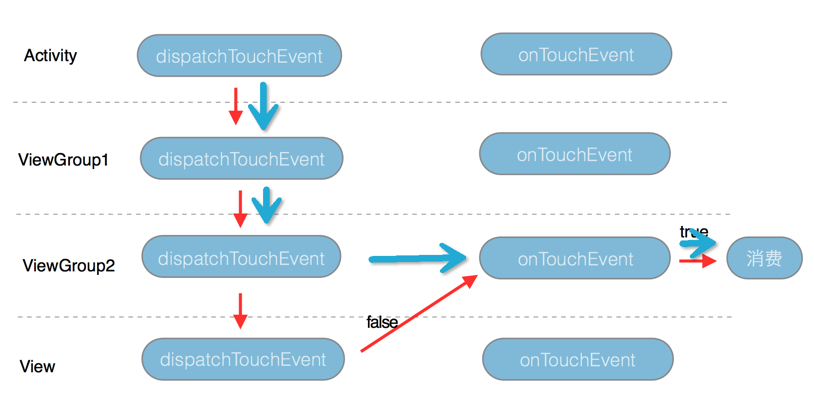 Activity
dispatchTouchEvent
onTouchEvent
ViewGroup1
dispatchTouchEvent
onTouchEvent
ViewGroup2
dispatchTouchEvent
onTouchEvent
true
消费
false
View
dispatchTouchEvent
onTouchEvent